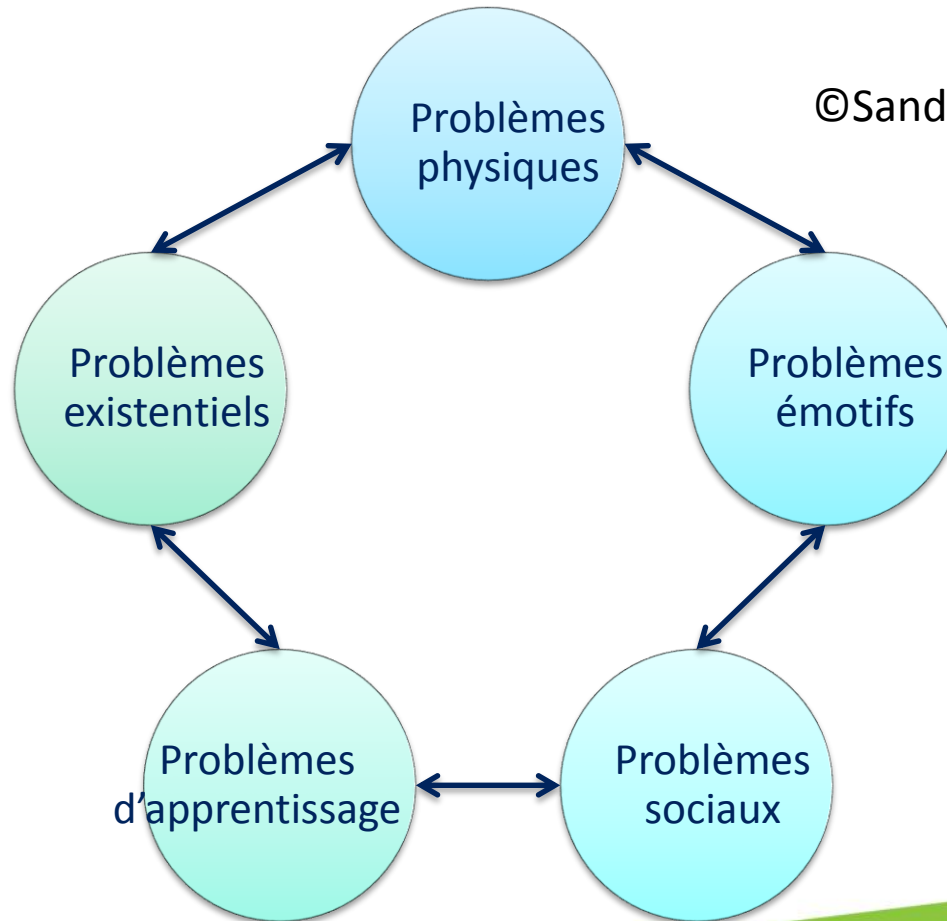 ©Sand
Problèmes
physiques
Problèmes
existentiels
Problèmes
émotifs
Problèmes
d'apprentissage
Problèmes
sociaux